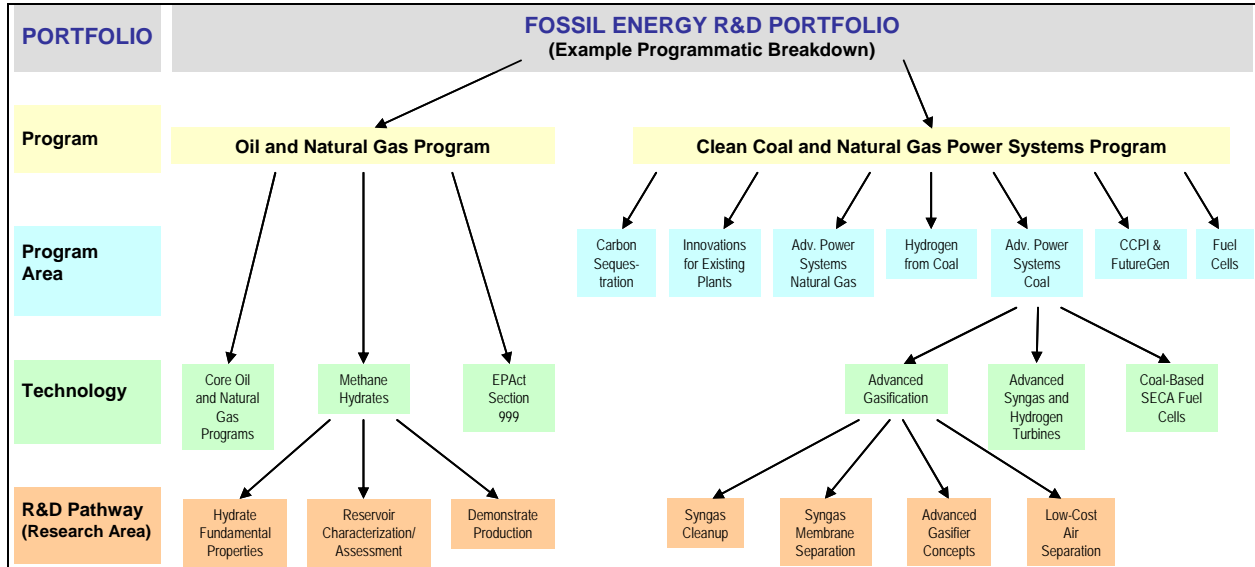 PORTFOLIO
FOSSIL ENERGY R&D PORTFOLIO
(Example Programmatic Breakdown)
Program
Oil and Natural Gas Program
Clean Coal and Natural Gas Power Systems Program
Program
Area
Carbon
Seques-
tration
Innovations
for Existing
Plants
Adv. Power
Systems
Natural Gas
Hydrogen
from Coal
Adv. Power
Systems
Coal
CCPI &
FutureGen
Fuel
Cells
Technology
Core Oil
and Natural
Gas
Programs
Methane
Hydrates
EPAct
Section
999
Advanced
Gasification
Advanced
Syngas and
Hydrogen
Turbines
Coal-Based
SECA Fuel
Cells
R&D Pathway
(Research Area)
Hydrate
Fundamental
Properties
Reservoir
Characterization/
Assessment
Demonstrate
Production
Syngas
Cleanup
Syngas
Membrane
Separation
Advanced
Gasifier
Concepts
Low-Cost
Air
Separation